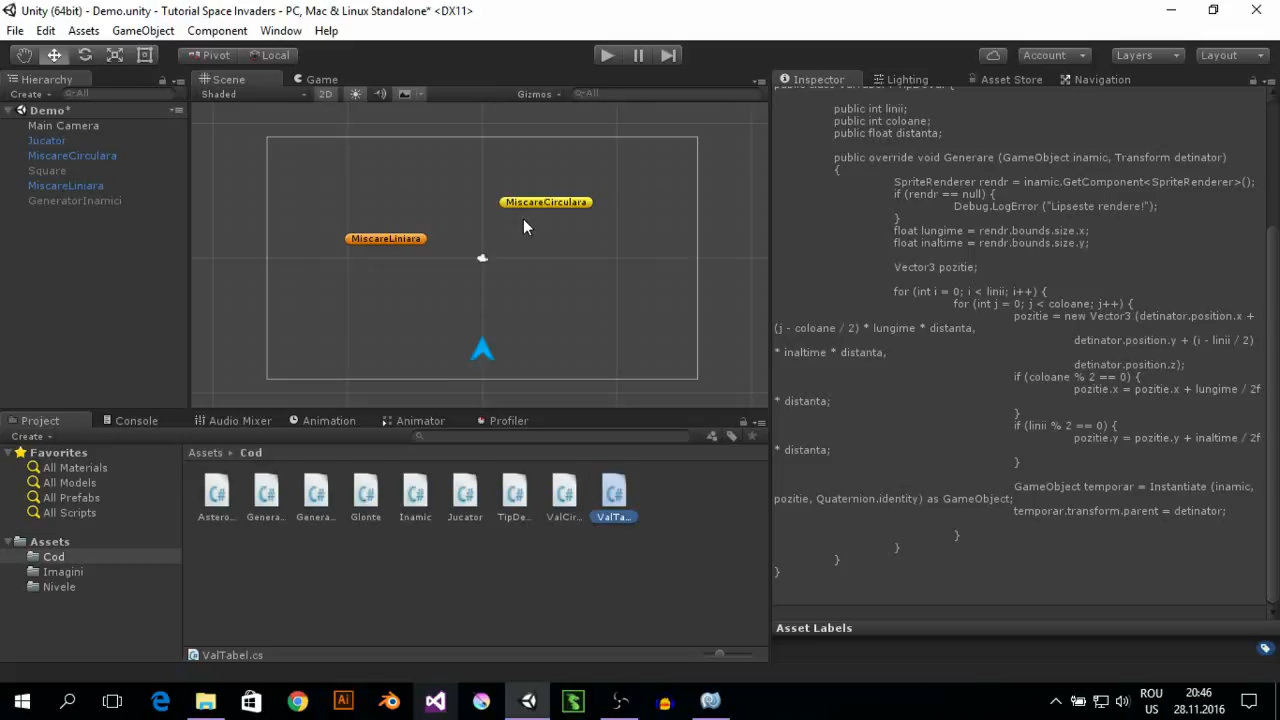 Unity (64bit) - Demo.unity - Tutorial Space Invaders - PC, Mac & Linux Standalone* <DX11>
File Edit Assets GameObject Component Window Help
Pivot Local Account Layers Layout
Hierarchy Scene Game Inspector Lighting Asset Store Navigation
Create All Shaded 2D Gizmos All
Demo*
Main Camera
Jucator
MiscareCirculara
Square
MiscareLiniara
GeneratorInamici
MiscareCirculara
MiscareLiniara
public int linii;
public int coloane;
public float distanta;
public override void Generare (GameObject inamic, Transform detinator)
{
SpriteRenderer rendr = inamic.GetComponent<SpriteRenderer>();
if (rendr == null) {
Debug.LogError ("Lipseste rendere!");
}
float lungime = rendr.bounds.size.x;
float inaltime = rendr.bounds.size.y;
Vector3 pozitie;
for (int i = 0; i < linii; i++) {
for (int j = 0; j < coloane; j++) {
pozitie = new Vector3 (detinator.position.x +
(j - coloane / 2) * lungime * distanta,
detinator.position.y + (i - linii / 2)
* inaltime * distanta,
detinator.position.z);
if (coloane % 2 == 0) {
pozitie.x = pozitie.x + lungime / 2f
* distanta;
}
if (linii % 2 == 0) {
pozitie.y = pozitie.y + inaltime / 2f
* distanta;
}
GameObject temporar = Instantiate (inamic,
pozitie, Quaternion.identity) as GameObject;
temporar.transform.parent = detinator;
}
}
}
}
Asset Labels
Project Console Audio Mixer Animation Animator Profiler
Create
Favorites
All Materials
All Models
All Prefabs
All Scripts
Assets
Cod
Imagini
Nivele
Assets Cod
C# C# C# C# C# C# C# C# C#
Astero... Genera... Genera... Glonte Inamic Jucator TipDe... ValCir... ValTa...
ValTabel.cs
Ai
ROU
US
20:46
28.11.2016